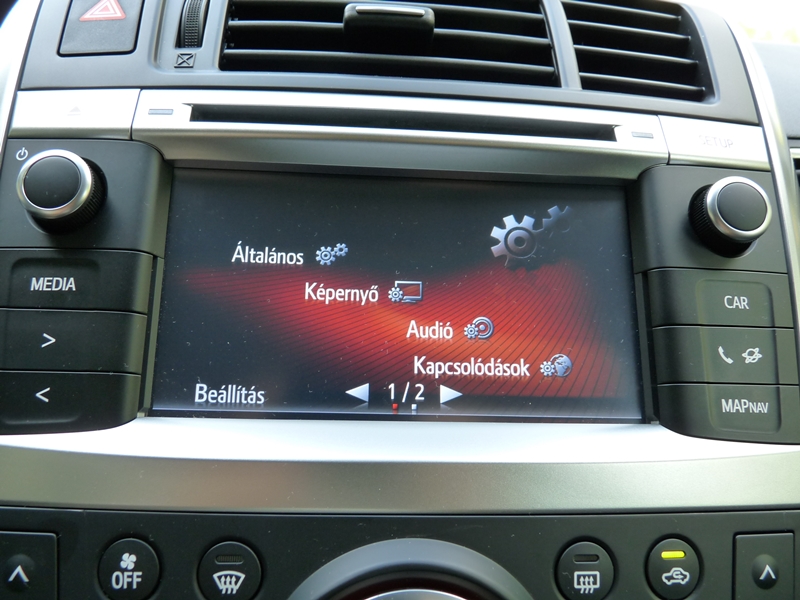 SETUP
Általános
MEDIA
Képernyő
CAR
Audió
Kapcsolódások
Beállítás
1/2
MAPNAV
OFF